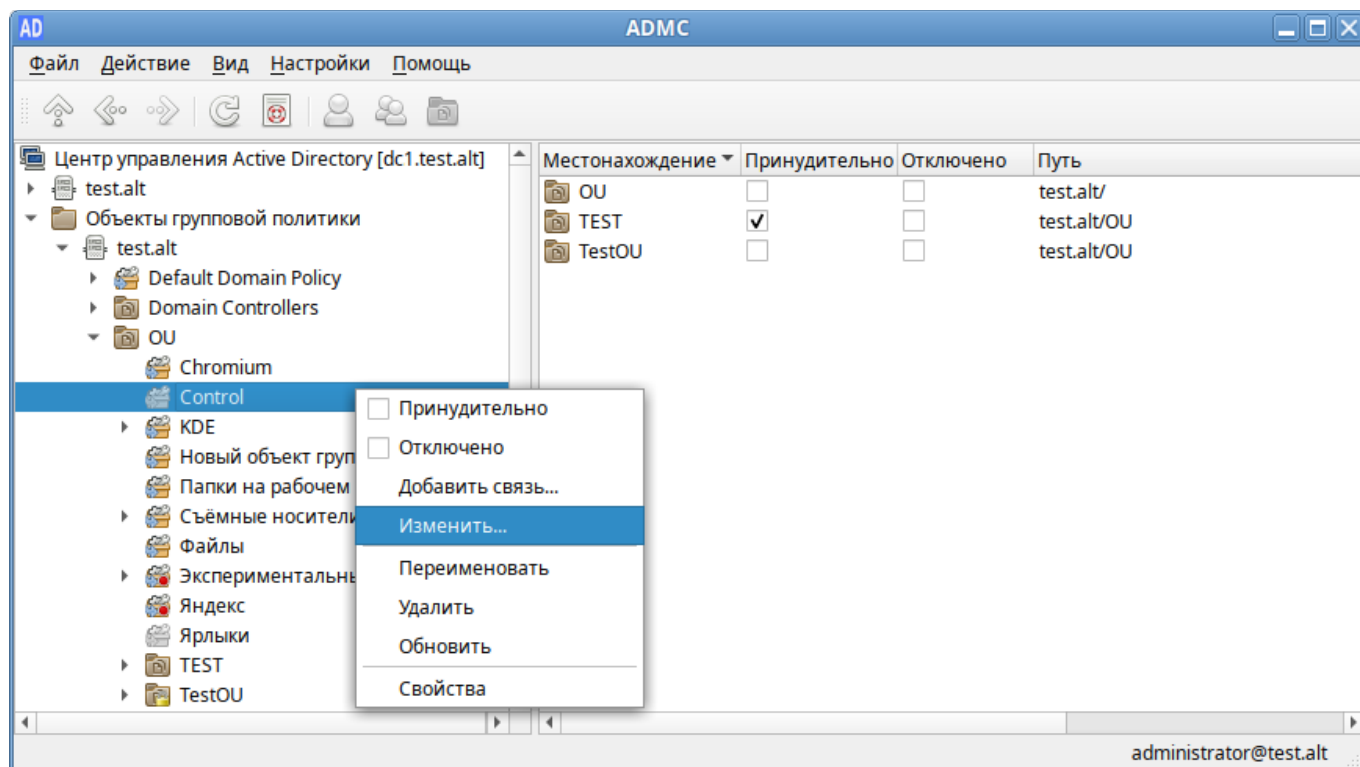 AD
ADMC
Файл Действие Вид Настройки Помощь
Центр управления Active Directory [dc1.test.alt]
test.alt
Объекты групповой политики
test.alt
Default Domain Policy
Domain Controllers
OU
Chromium
Control
KDE
Новый объект груп
Папки на рабочем
Съёмные носители
Файлы
Экспериментальны
Яндекс
Ярлыки
TEST
TestOU
Принудительно
Отключено
Добавить связь...
Изменить...
Переименовать
Удалить
Обновить
Свойства
Местонахождение Принудительно Отключено Путь
OU test.alt/
TEST test.alt/OU
TestOU test.alt/OU
administrator@test.alt